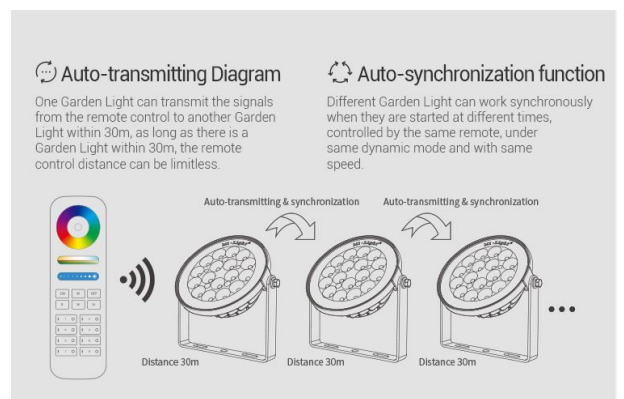 Auto-transmitting Diagram
One Garden Light can transmit the signals
from the remote control to another Garden
Light within 30m, as long as there is a
Garden Light within 30m, the remote
control distance can be limitless.
Auto-synchronization function
Different Garden Light can work synchronously
when they are started at different times,
controlled by the same remote, under
same dynamic mode and with same
speed.
Auto-transmitting & synchronization
Auto-transmitting & synchronization
Distance 30m
Distance 30m
Distance 30m